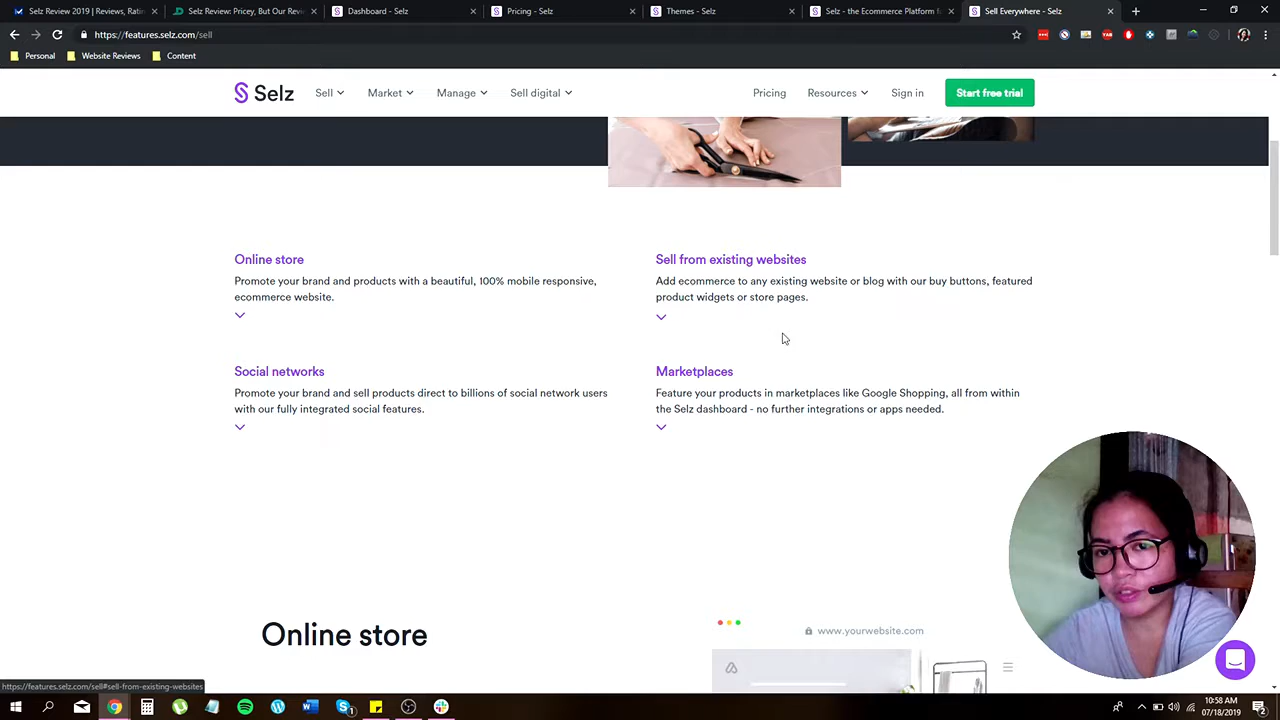 Selz Review 2019 | Reviews, Ratin
Selz Review: Pricey, But Our Rev
Dashboard - Selz
Pricing - Selz
Themes - Selz
Selz - the Ecommerce Platform f
Sell Everywhere - Selz
https://features.selz.com/sell
Personal
Website Reviews
Content
Selz
Sell
Market
Manage
Sell digital
Pricing
Resources
Sign in
Start free trial
Online store
Promote your brand and products with a beautiful, 100% mobile responsive,
ecommerce website.
Sell from existing websites
Add ecommerce to any existing website or blog with our buy buttons, featured
product widgets or store pages.
Social networks
Promote your brand and sell products direct to billions of social network users
with our fully integrated social features.
Marketplaces
Feature your products in marketplaces like Google Shopping, all from within
the Selz dashboard - no further integrations or apps needed.
Online store
www.yourwebsite.com
https://features.selz.com/sell#sell-from-existing-websites
10:58 AM
07/18/2019